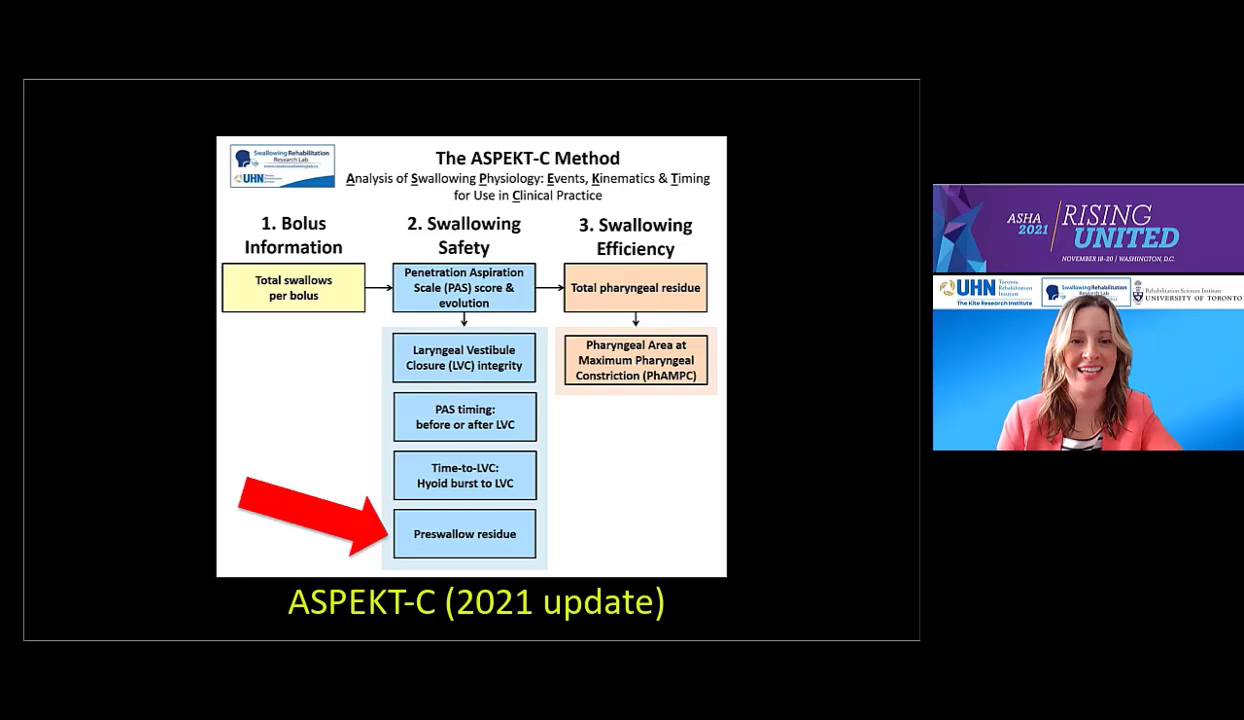 Swallowing Rehabilitation
Research Lab
UHN
The ASPEKT-C Method
Analysis of Swallowing Physiology: Events, Kinematics & Timing
for Use in Clinical Practice
1. Bolus
Information
Total swallows
per bolus
2. Swallowing
Safety
Penetration Aspiration
Scale (PAS) score &
evolution
Laryngeal Vestibule
Closure (LVC) integrity
PAS timing:
before or after LVC
Time-to-LVC:
Hyoid burst to LVC
Preswallow residue
3. Swallowing
Efficiency
Total pharyngeal residue
Pharyngeal Area at
Maximum Pharyngeal
Constriction (PhAMPC)
ASPEKT-C (2021 update)
ASHA
2021
RISING
UNITED
NOVEMBER 18-20 | WASHINGTON, D.C.
UHN
Toronto
Rehabilitation
Institute
The Kite Research Institute
Swallowing Rehabilitation
Research Lab
Rehabilitation Sciences Institute
UNIVERSITY OF TORONTO